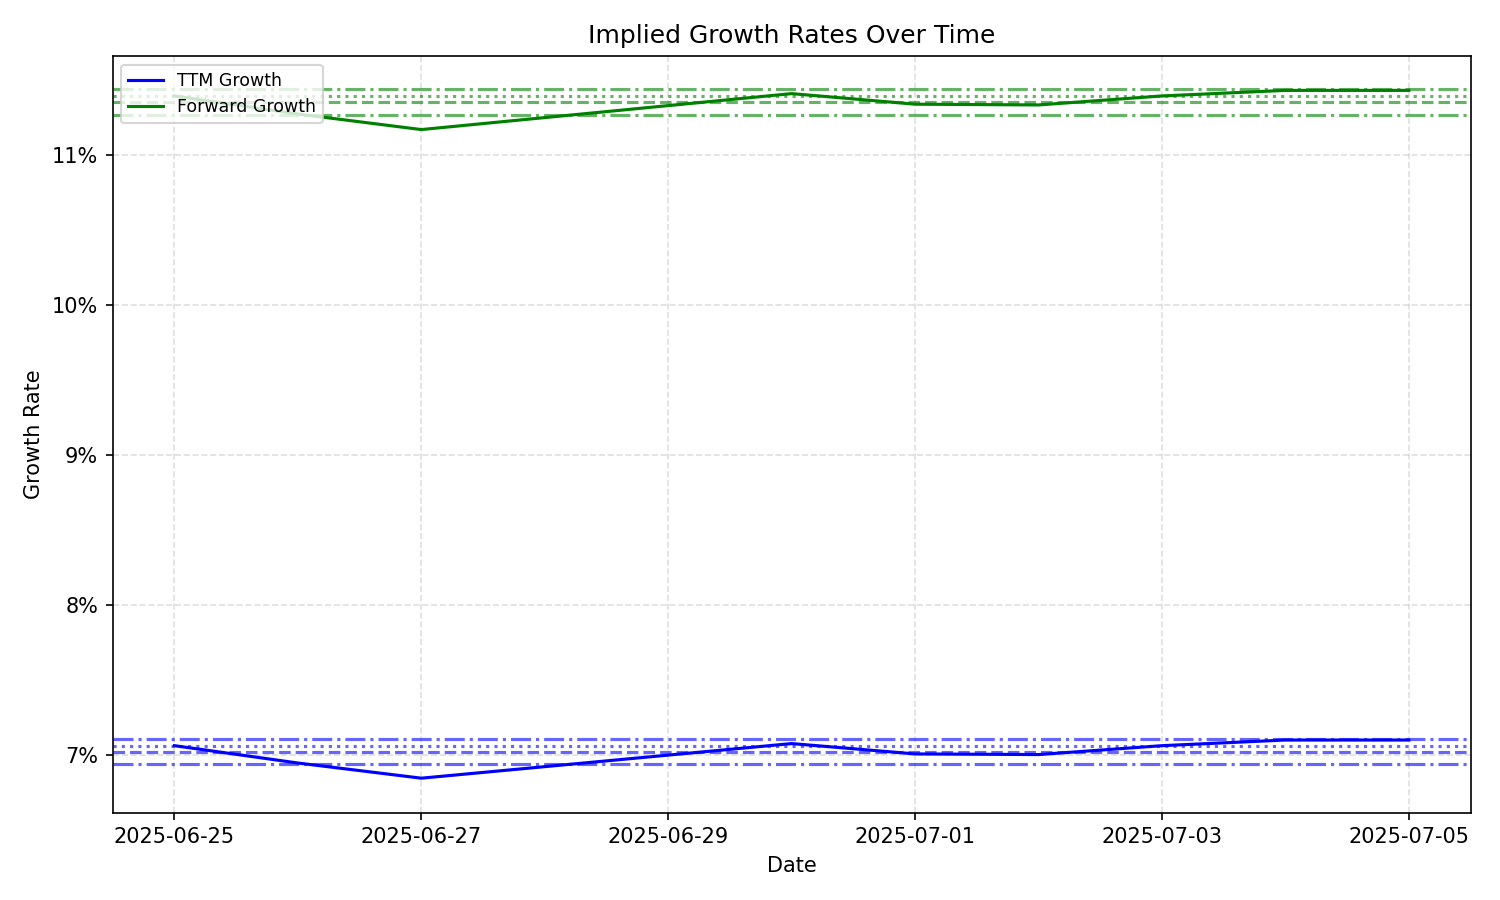 Implied Growth Rates Over Time
TTM Growth
Forward Growth
11%
10%
9%
8%
7%
Growth Rate
2025-06-25 2025-06-27 2025-06-29 2025-07-01 2025-07-03 2025-07-05
Date